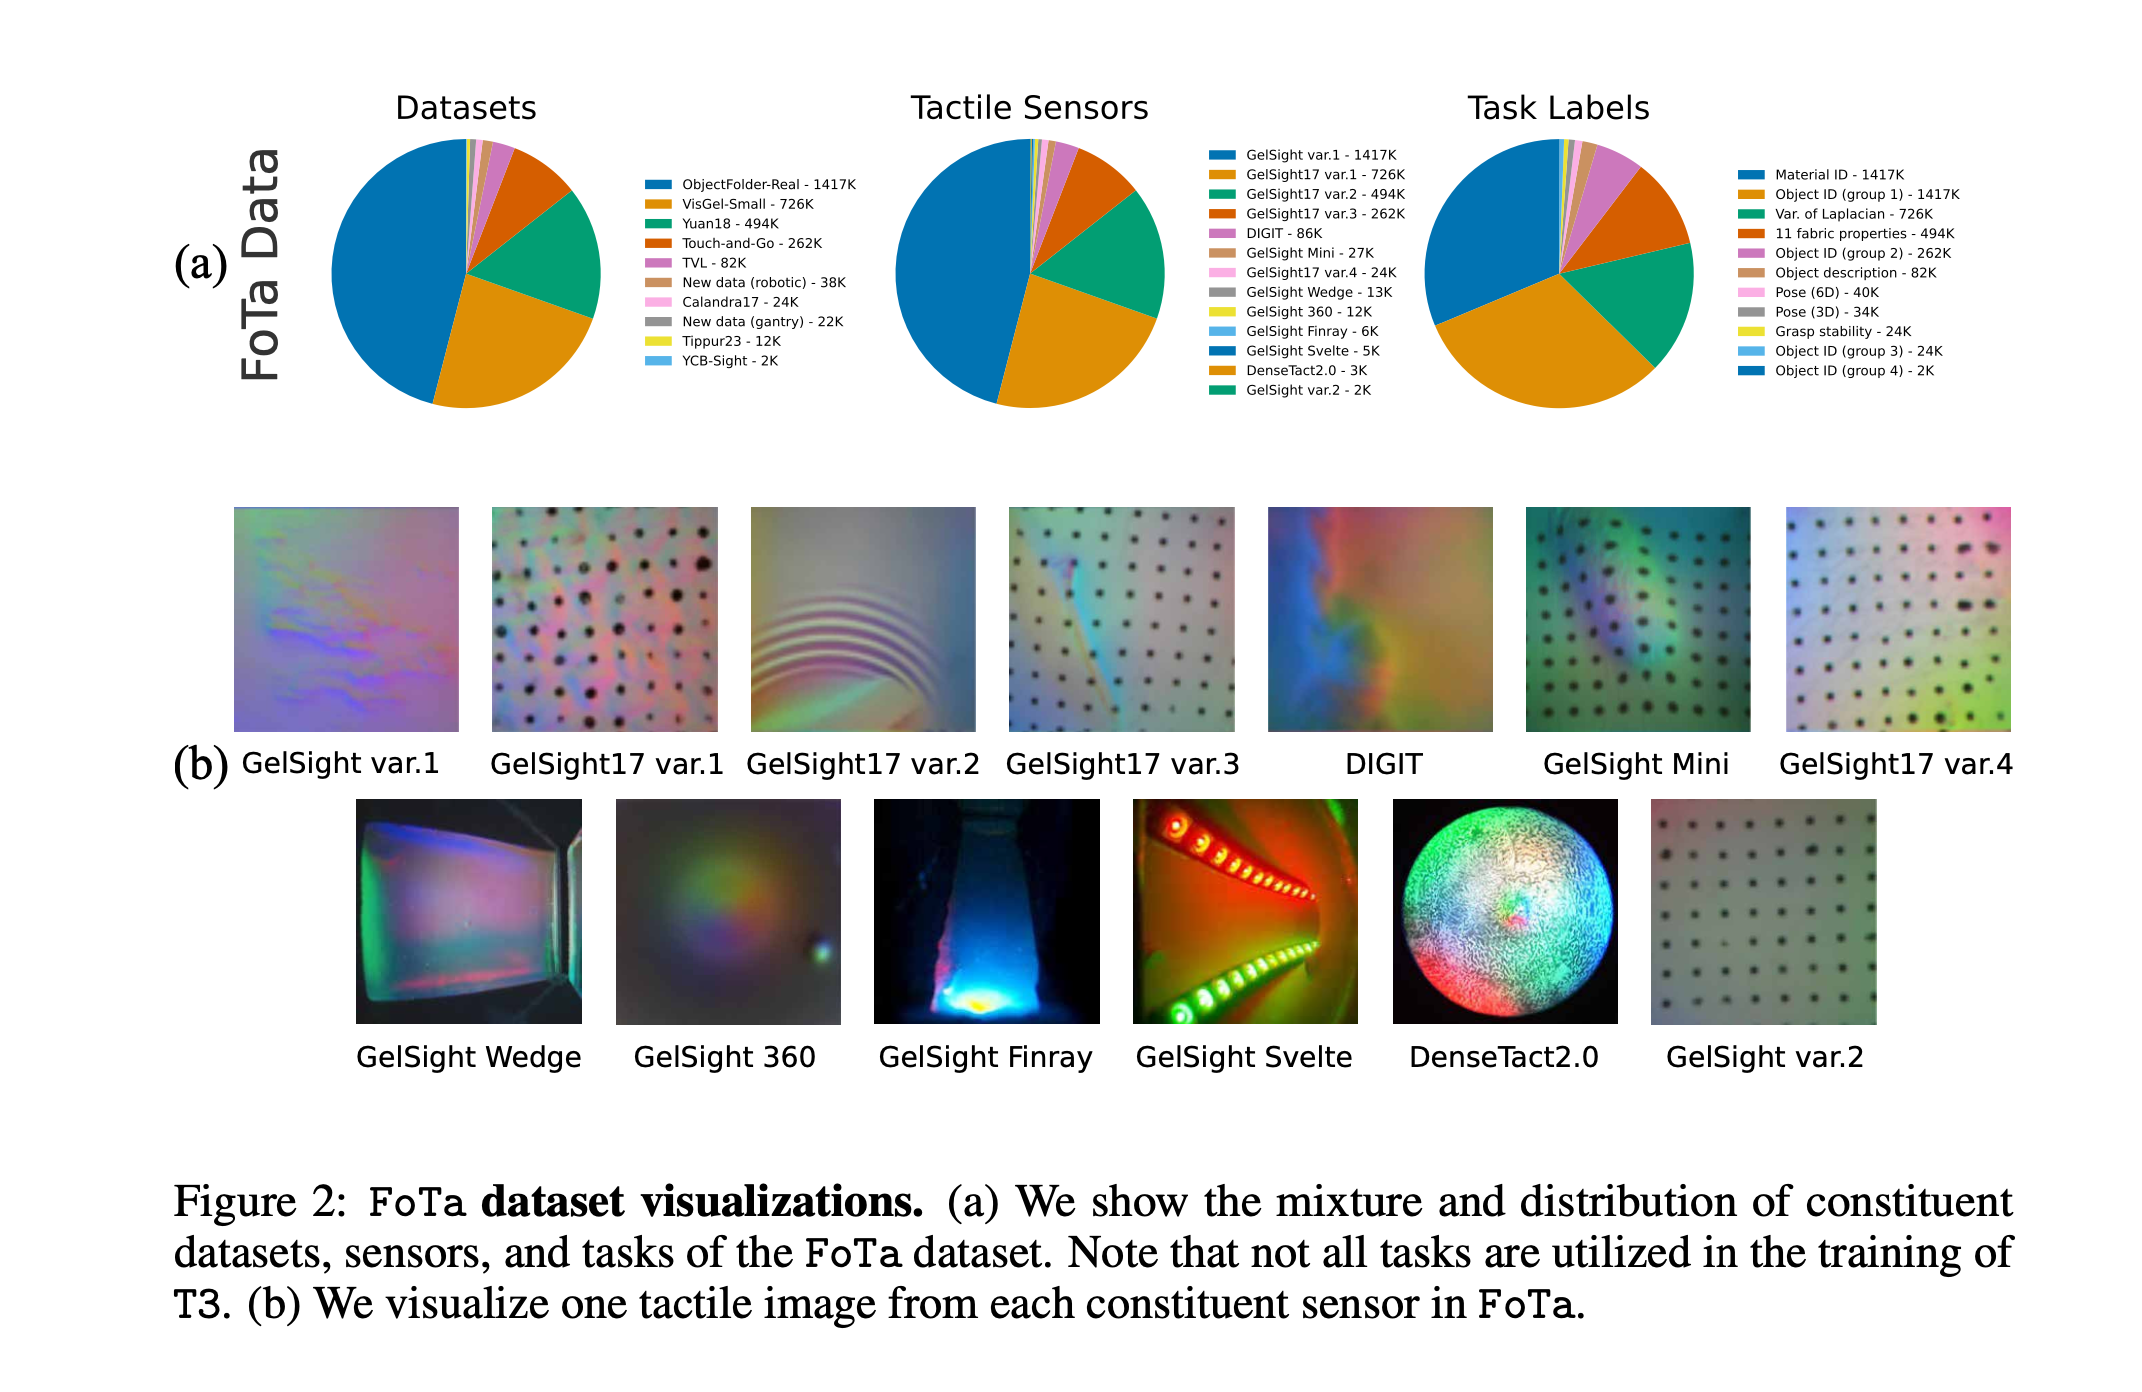 Datasets
Tactile Sensors
Task Labels
(a)
FoTa Data
ObjectFolder-Real - 1417K
VisGel-Small - 726K
Yuan18 - 494K
Touch-and-Go - 262K
TVL - 82K
New data (robotic) - 38K
Calandra17 - 24K
New data (gantry) - 22K
Tippur23 - 12K
YCB-Sight - 2K
GelSight var.1 - 1417K
GelSight17 var.1 - 726K
GelSight17 var.2 - 494K
GelSight17 var.3 - 262K
DIGIT - 86K
GelSight Mini - 27K
GelSight17 var.4 - 24K
GelSight Wedge - 13K
GelSight 360 - 12K
GelSight Finray - 6K
GelSight Svelte - 5K
DenseTact2.0 - 3K
GelSight var.2 - 2K
Material ID - 1417K
Object ID (group 1) - 1417K
Var. of Laplacian - 726K
11 fabric properties - 494K
Object ID (group 2) - 262K
Object description - 82K
Pose (6D) - 40K
Pose (3D) - 34K
Grasp stability - 24K
Object ID (group 3) - 24K
Object ID (group 4) - 2K
(b)
GelSight var.1
GelSight17 var.1
GelSight17 var.2
GelSight17 var.3
DIGIT
GelSight Mini
GelSight17 var.4
GelSight Wedge
GelSight 360
GelSight Finray
GelSight Svelte
DenseTact2.0
GelSight var.2
Figure 2: FoTa dataset visualizations. (a) We show the mixture and distribution of constituent
datasets, sensors, and tasks of the FoTa dataset. Note that not all tasks are utilized in the training of
T3. (b) We visualize one tactile image from each constituent sensor in FoTa.